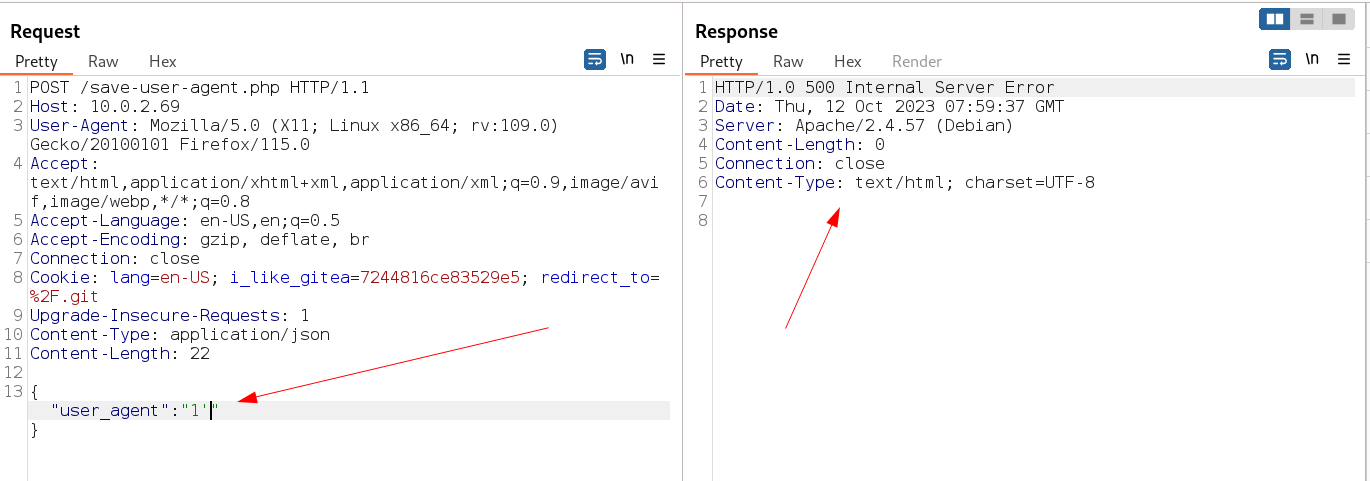 Request
Pretty Raw Hex
\n
1 POST /save-user-agent.php HTTP/1.1
2 Host: 10.0.2.69
3 User-Agent: Mozilla/5.0 (X11; Linux x86_64; rv:109.0)
Gecko/20100101 Firefox/115.0
4 Accept:
text/html,application/xhtml+xml,application/xml;q=0.9,image/avi
f,image/webp,*/*;q=0.8
5 Accept-Language: en-US,en;q=0.5
6 Accept-Encoding: gzip, deflate, br
7 Connection: close
8 Cookie: lang=en-US; i_like_gitea=7244816ce83529e5; redirect_to=
%2F.git
9 Upgrade-Insecure-Requests: 1
10 Content-Type: application/json
11 Content-Length: 22
12
13 {
"user_agent":"1'"
}
Response
Pretty Raw Hex Render
\n
1 HTTP/1.0 500 Internal Server Error
2 Date: Thu, 12 Oct 2023 07:59:37 GMT
3 Server: Apache/2.4.57 (Debian)
4 Content-Length: 0
5 Connection: close
6 Content-Type: text/html; charset=UTF-8
7
8